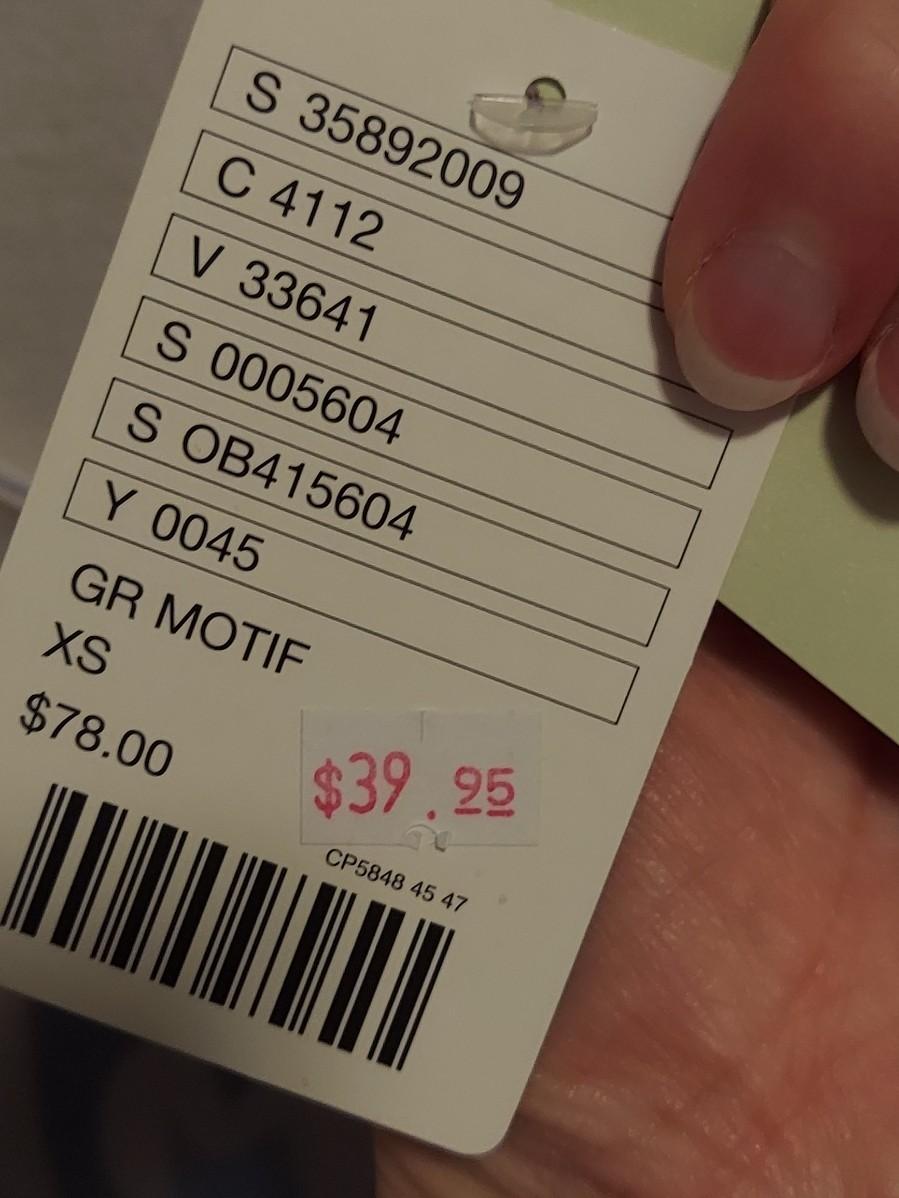 S 35892009
C 4112
V 33641
S 0005604
S OB415604
Y 0045
GR MOTIF
XS
$78.00
$39.95
CP5848 45 47